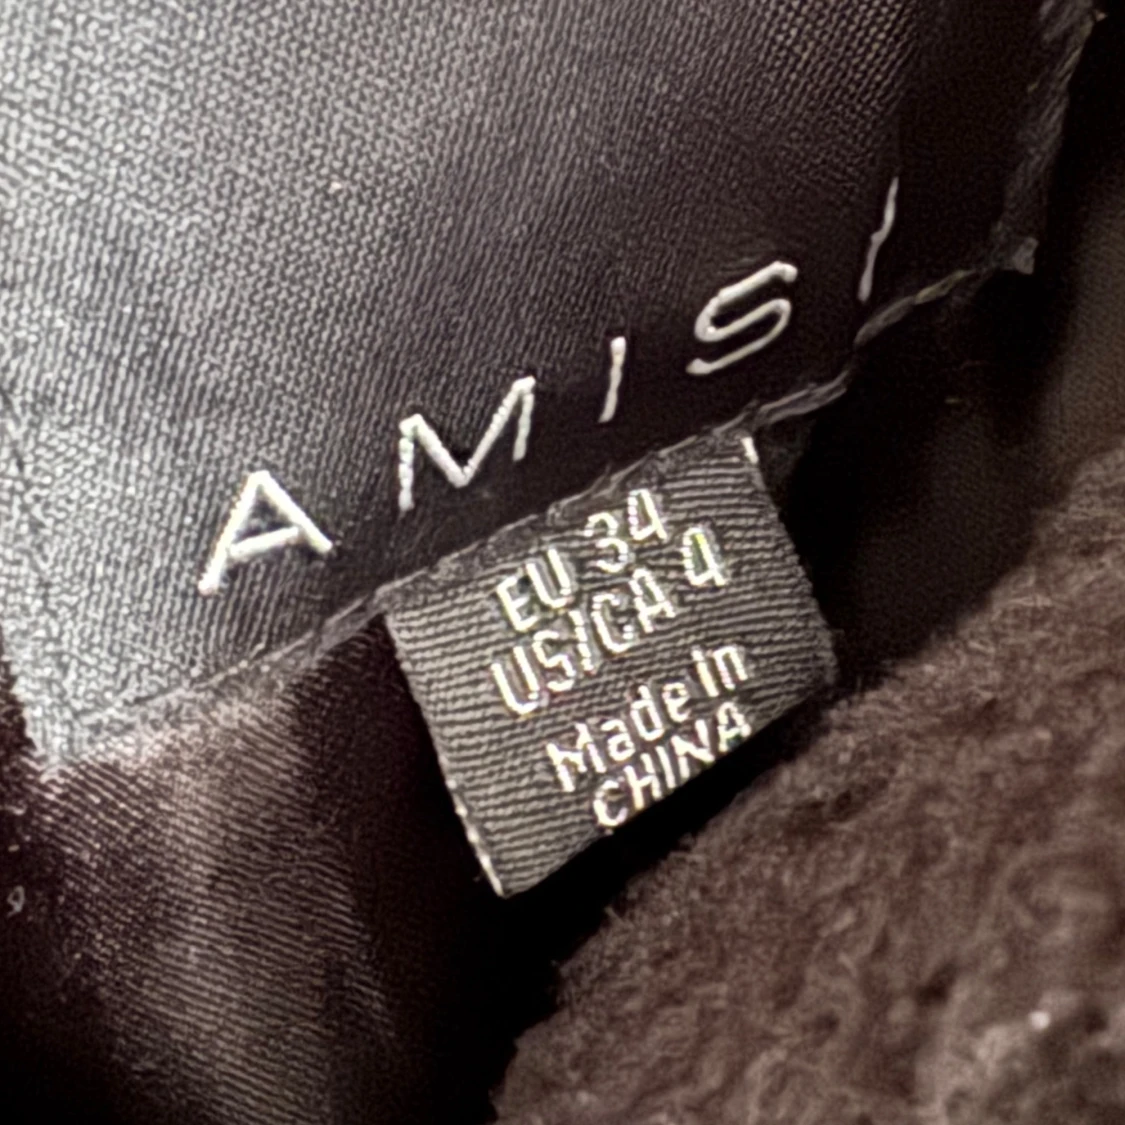 AMISI
EU 34
US/CA 4
Made in
CHINA